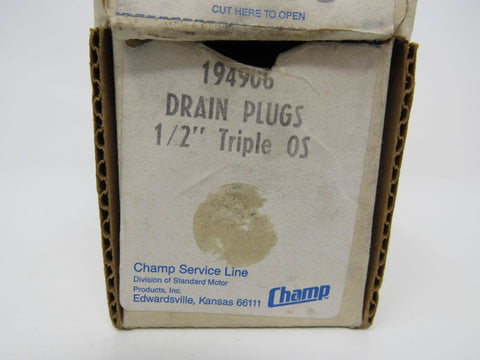 CUT HERE TO OPEN
194906
DRAIN PLUGS
1/2" Triple OS
Champ Service Line
Division of Standard Motor
Products, Inc.
Edwardsville, Kansas 66111
Champ